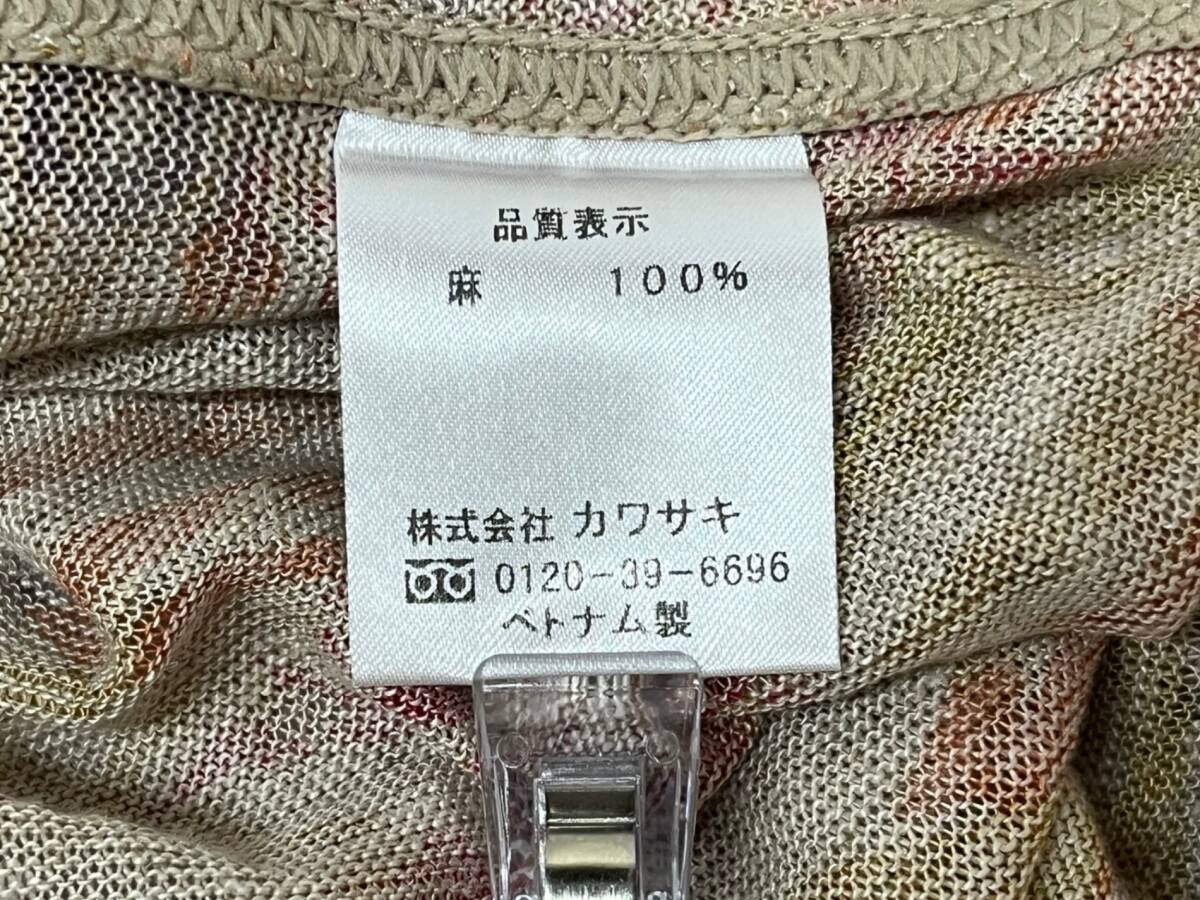 品質表示
麻 100%
株式会社 カワサキ
0120-39-6696
ベトナム製